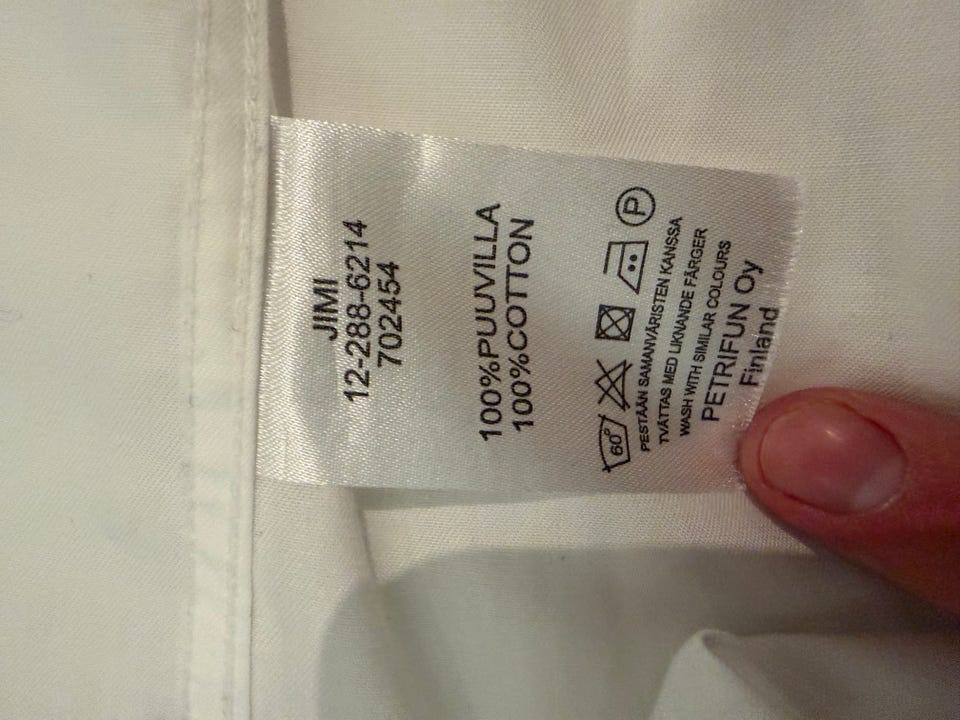 JIMI
12-288-6214
702454
100%PUUVILLA
100%COTTON
60° P
PESTÄÄN SAMANVÄRISTEN KANSSA
TVÄTTAS MED LIKNANDE FÄRGER
WASH WITH SIMILAR COLOURS
PETRIFUN Oy
Finland